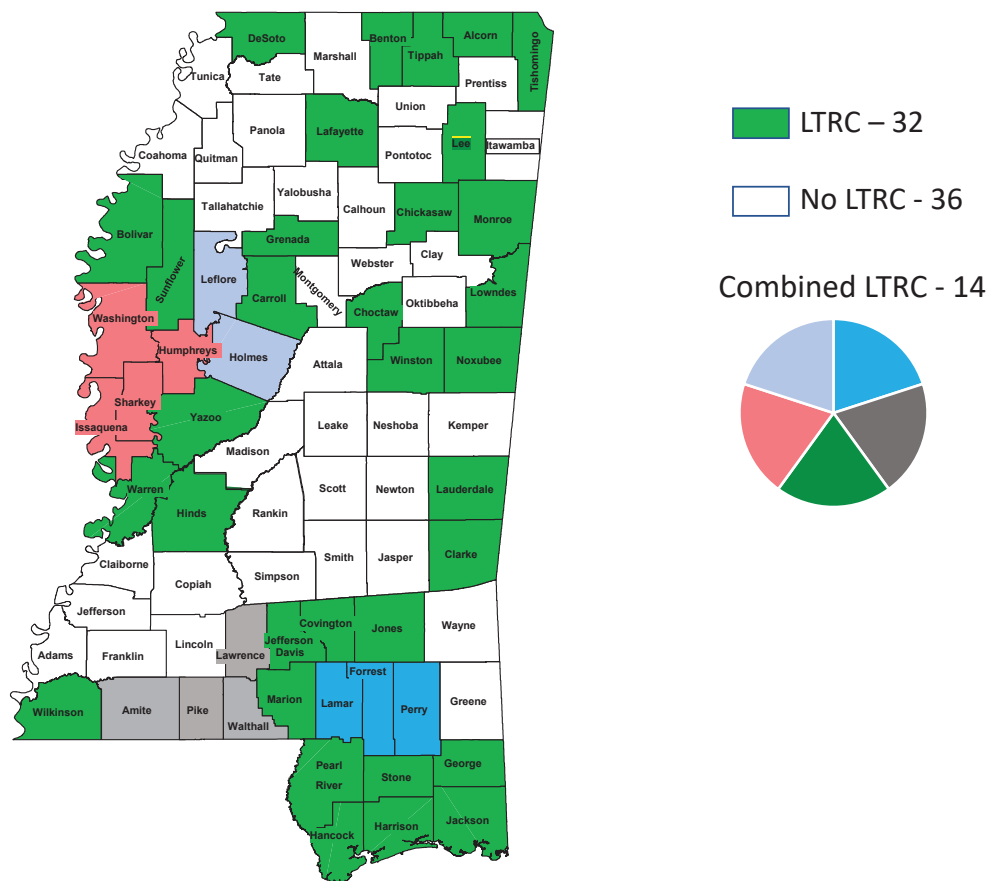 DeSoto
Benton
Alcorn
Tippah
Tishomingo
Marshall
Tunica
Tate
Prentiss
Union
Panola
Lafayette
Lee
Itawamba
Coahoma
Quitman
Pontotoc
Yalobusha
Tallahatchie
Calhoun
Chickasaw
Monroe
Bolivar
Grenada
Sunflower
Leflore
Webster
Clay
Montgomery
Carroll
Lowndes
Oktibbeha
Choctaw
Washington
Humphreys
Holmes
Attala
Winston
Noxubee
Sharkey
Issaquena
Yazoo
Leake
Neshoba
Kemper
Madison
Warren
Hinds
Rankin
Scott
Newton
Lauderdale
Claiborne
Copiah
Simpson
Smith
Jasper
Clarke
Jefferson
Covington
Jones
Wayne
Adams
Franklin
Lincoln
Lawrence
Jefferson
Davis
Forrest
Wilkinson
Amite
Pike
Walthall
Marion
Lamar
Perry
Greene
Pearl
River
Stone
George
Hancock
Harrison
Jackson
LTRC – 32
No LTRC - 36
Combined LTRC - 14